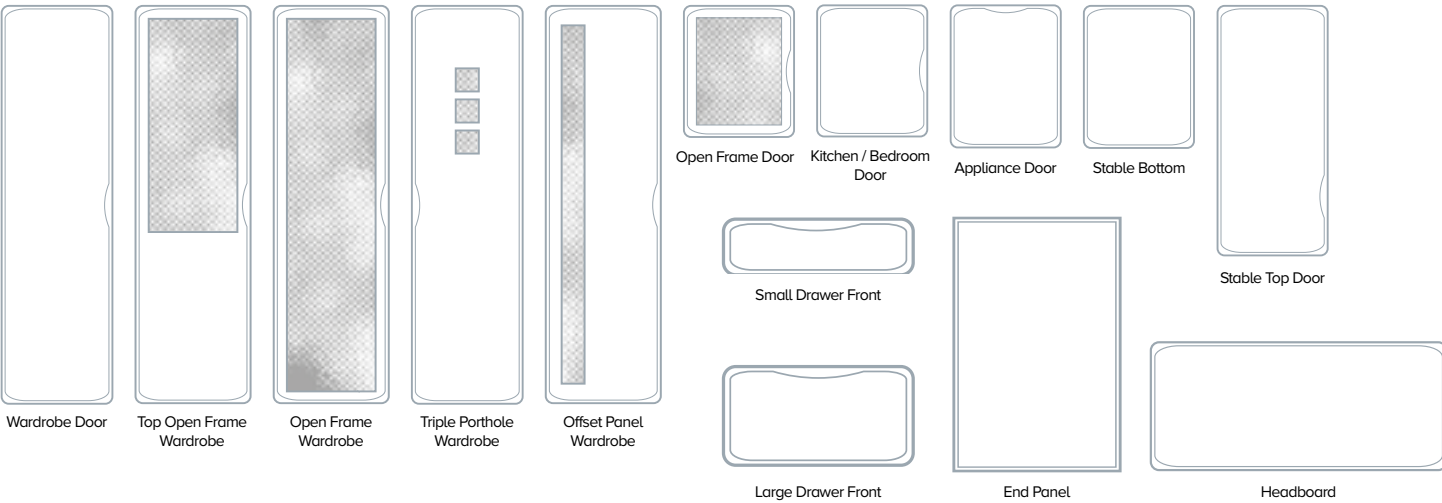 Open Frame Door
Kitchen / Bedroom
Door
Appliance Door
Stable Bottom
Stable Top Door
Small Drawer Front
Wardrobe Door
Top Open Frame
Wardrobe
Open Frame
Wardrobe
Triple Porthole
Wardrobe
Offset Panel
Wardrobe
Large Drawer Front
End Panel
Headboard